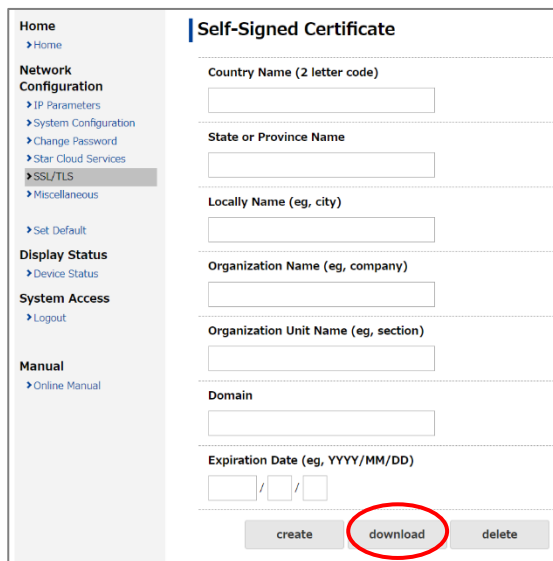 Home
Home
Network
Configuration
IP Parameters
System Configuration
Change Password
Star Cloud Services
SSL/TLS
Miscellaneous
Set Default
Display Status
Device Status
System Access
Logout
Manual
Online Manual
Self-Signed Certificate
Country Name (2 letter code)
State or Province Name
Locally Name (eg, city)
Organization Name (eg, company)
Organization Unit Name (eg, section)
Domain
Expiration Date (eg, YYYY/MM/DD)
/ /
create download delete